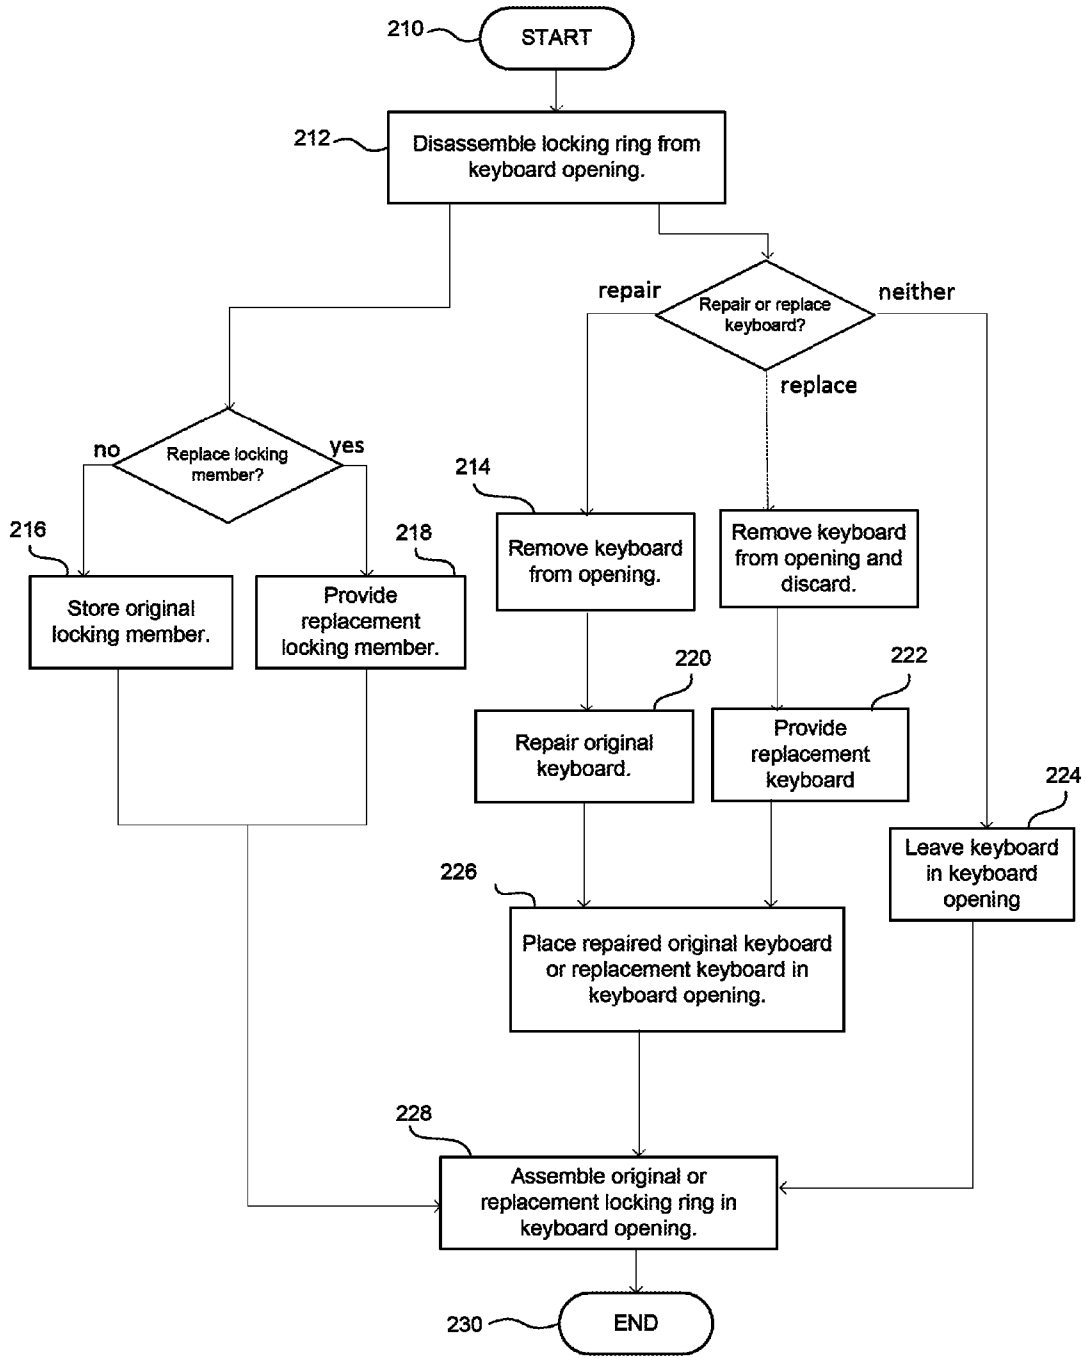 210
START
212
Disassemble locking ring from
keyboard opening.
repair
Repair or replace
keyboard?
neither
replace
no
Replace locking
member?
yes
214
216
218
Remove keyboard
from opening.
Remove keyboard
from opening and
discard.
Store original
locking member.
Provide
replacement
locking member.
220
222
Repair original
keyboard.
Provide
replacement
keyboard
224
Leave keyboard
in keyboard
opening
226
Place repaired original keyboard
or replacement keyboard in
keyboard opening.
228
Assemble original or
replacement locking ring in
keyboard opening.
230
END